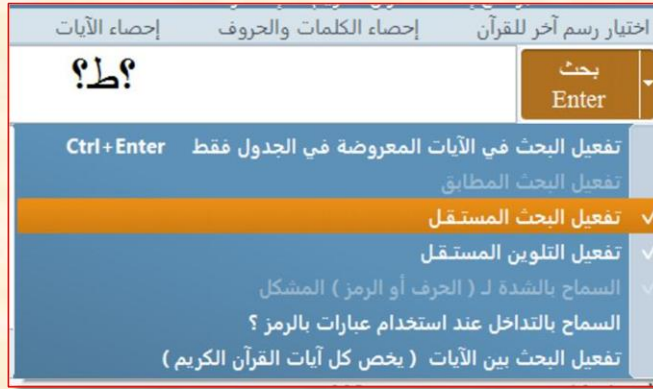 اختيار رسم آخر للقرآن إحصاء الكلمات والحروف إحصاء الآيات
؟ط؟
بحث
Enter
تفعيل البحث في الآيات المعروضة في الجدول فقط Ctrl+Enter
تفعيل البحث المطابق
تفعيل البحث المستقل
تفعيل التلوين المستقل
السماح بالشدة لـ ( الحرف أو الرمز ) المشكل
السماح بالتداخل عند استخدام عبارات بالرمز ؟
تفعيل البحث بين الآيات ( يخص كل آيات القرآن الكريم )